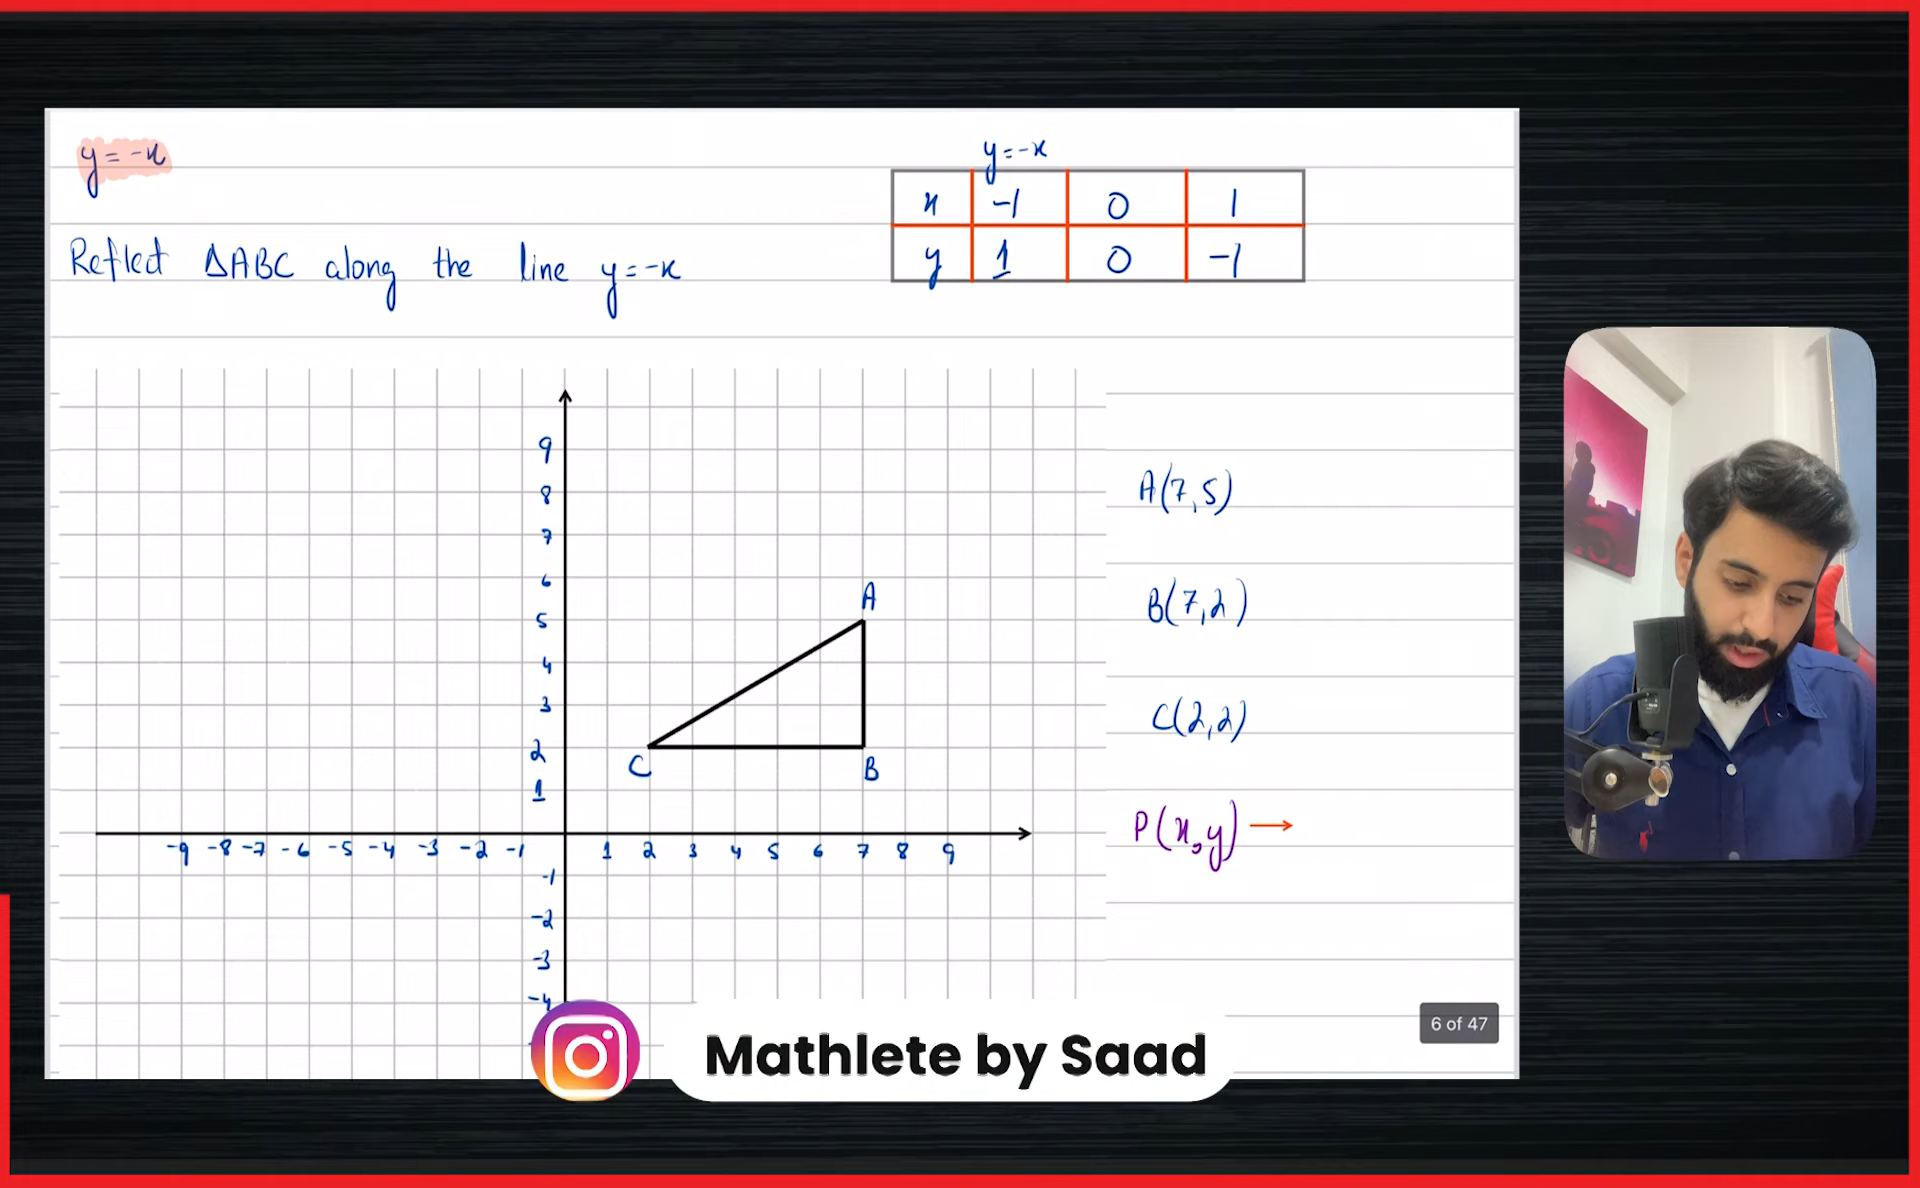 y = -x
Reflect ΔABC along the line y = -x
y = -x
x -1 0 1
y 1 0 -1
9
8
7
6
5
4
3
2
1
-9 -8 -7 -6 -5 -4 -3 -2 -1 1 2 3 4 5 6 7 8 9
-1
-2
-3
-4
A
C
B
A(7,5)
B(7,2)
C(2,2)
P(x,y) →
6 of 47
Mathlete by Saad